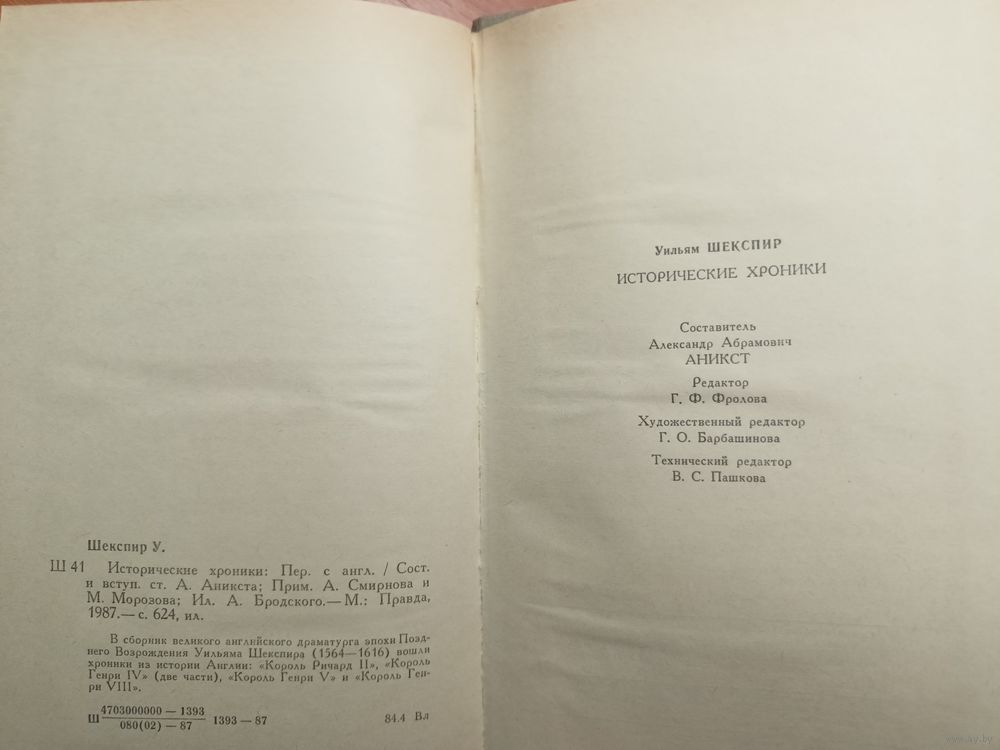 Шекспир У.
Ш 41 Исторические хроники: Пер. с англ. / Сост.
и вступ. ст. А. Аникста; Прим. А. Смирнова и
М. Морозова; Ил. А. Бродского.— М.: Правда,
1987.— с. 624, ил.
В сборник великого английского драматурга эпохи Позд-
него Возрождения Уильяма Шекспира (1564—1616) вошли
хроники из истории Англии: «Король Ричард II», «Король
Генри IV» (две части), «Король Генри V» и «Король Ген-
ри VIII».
4703000000 — 1393
Ш 1393 — 87 84.4 Вл
080(02) — 87
Уильям ШЕКСПИР
ИСТОРИЧЕСКИЕ ХРОНИКИ
Составитель
Александр Абрамович
АНИКСТ
Редактор
Г. Ф. Фролова
Художественный редактор
Г. О. Барбашинова
Технический редактор
В. С. Пашкова